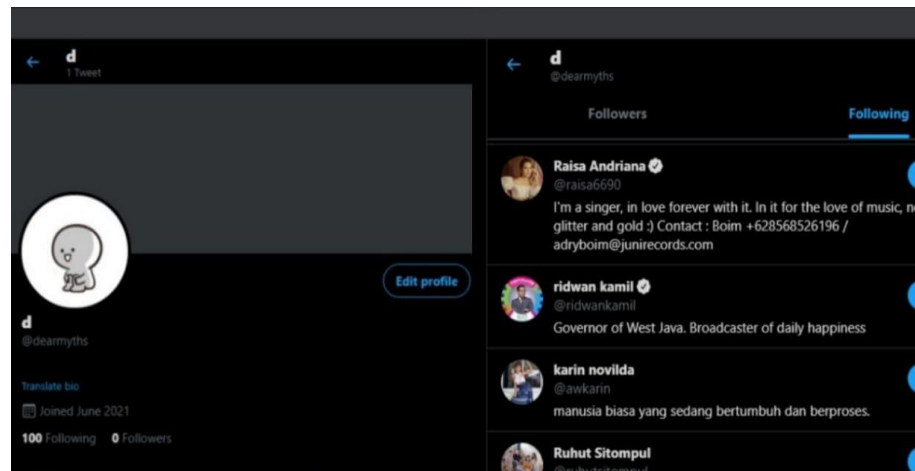 d
1 Tweet
Edit profile
d
@dearmyths
Translate bio
Joined June 2021
100 Following 0 Followers
d
@dearmyths
Followers Following
Raisa Andriana
@raisa6690
I'm a singer, in love forever with it. In it for the love of music,
glitter and gold :) Contact : Boim +628568526196 /
adryboim@junirecords.com
ridwan kamil
@ridwankamil
Governor of West Java. Broadcaster of daily happiness
karin novilda
@awkarin
manusia biasa yang sedang bertumbuh dan berproses.
Ruhut Sitompul
@ruhutsitompul